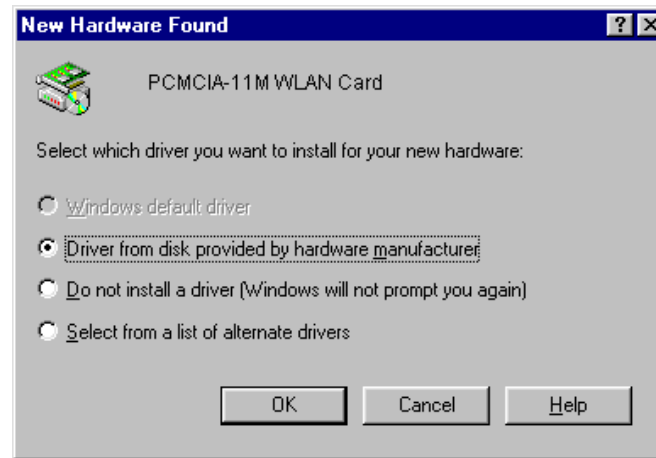 New Hardware Found
PCMCIA-11M WLAN Card
Select which driver you want to install for your new hardware:
Windows default driver
Driver from disk provided by hardware manufacturer
Do not install a driver (Windows will not prompt you again)
Select from a list of alternate drivers
OK Cancel Help